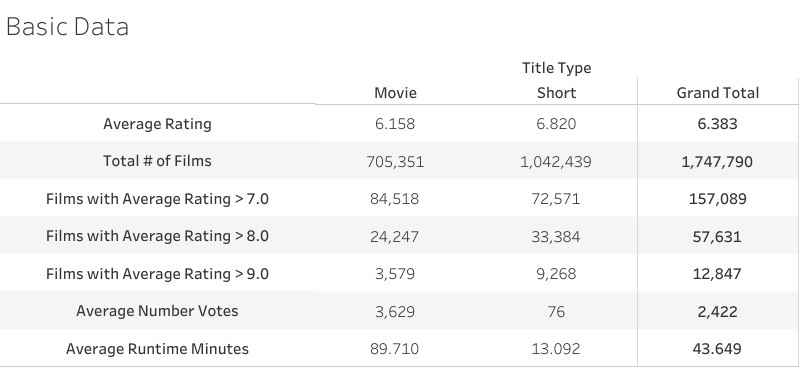 Basic Data
Title Type
Movie Short Grand Total
Average Rating 6.158 6.820 6.383
Total # of Films 705,351 1,042,439 1,747,790
Films with Average Rating > 7.0 84,518 72,571 157,089
Films with Average Rating > 8.0 24,247 33,384 57,631
Films with Average Rating > 9.0 3,579 9,268 12,847
Average Number Votes 3,629 76 2,422
Average Runtime Minutes 89.710 13.092 43.649